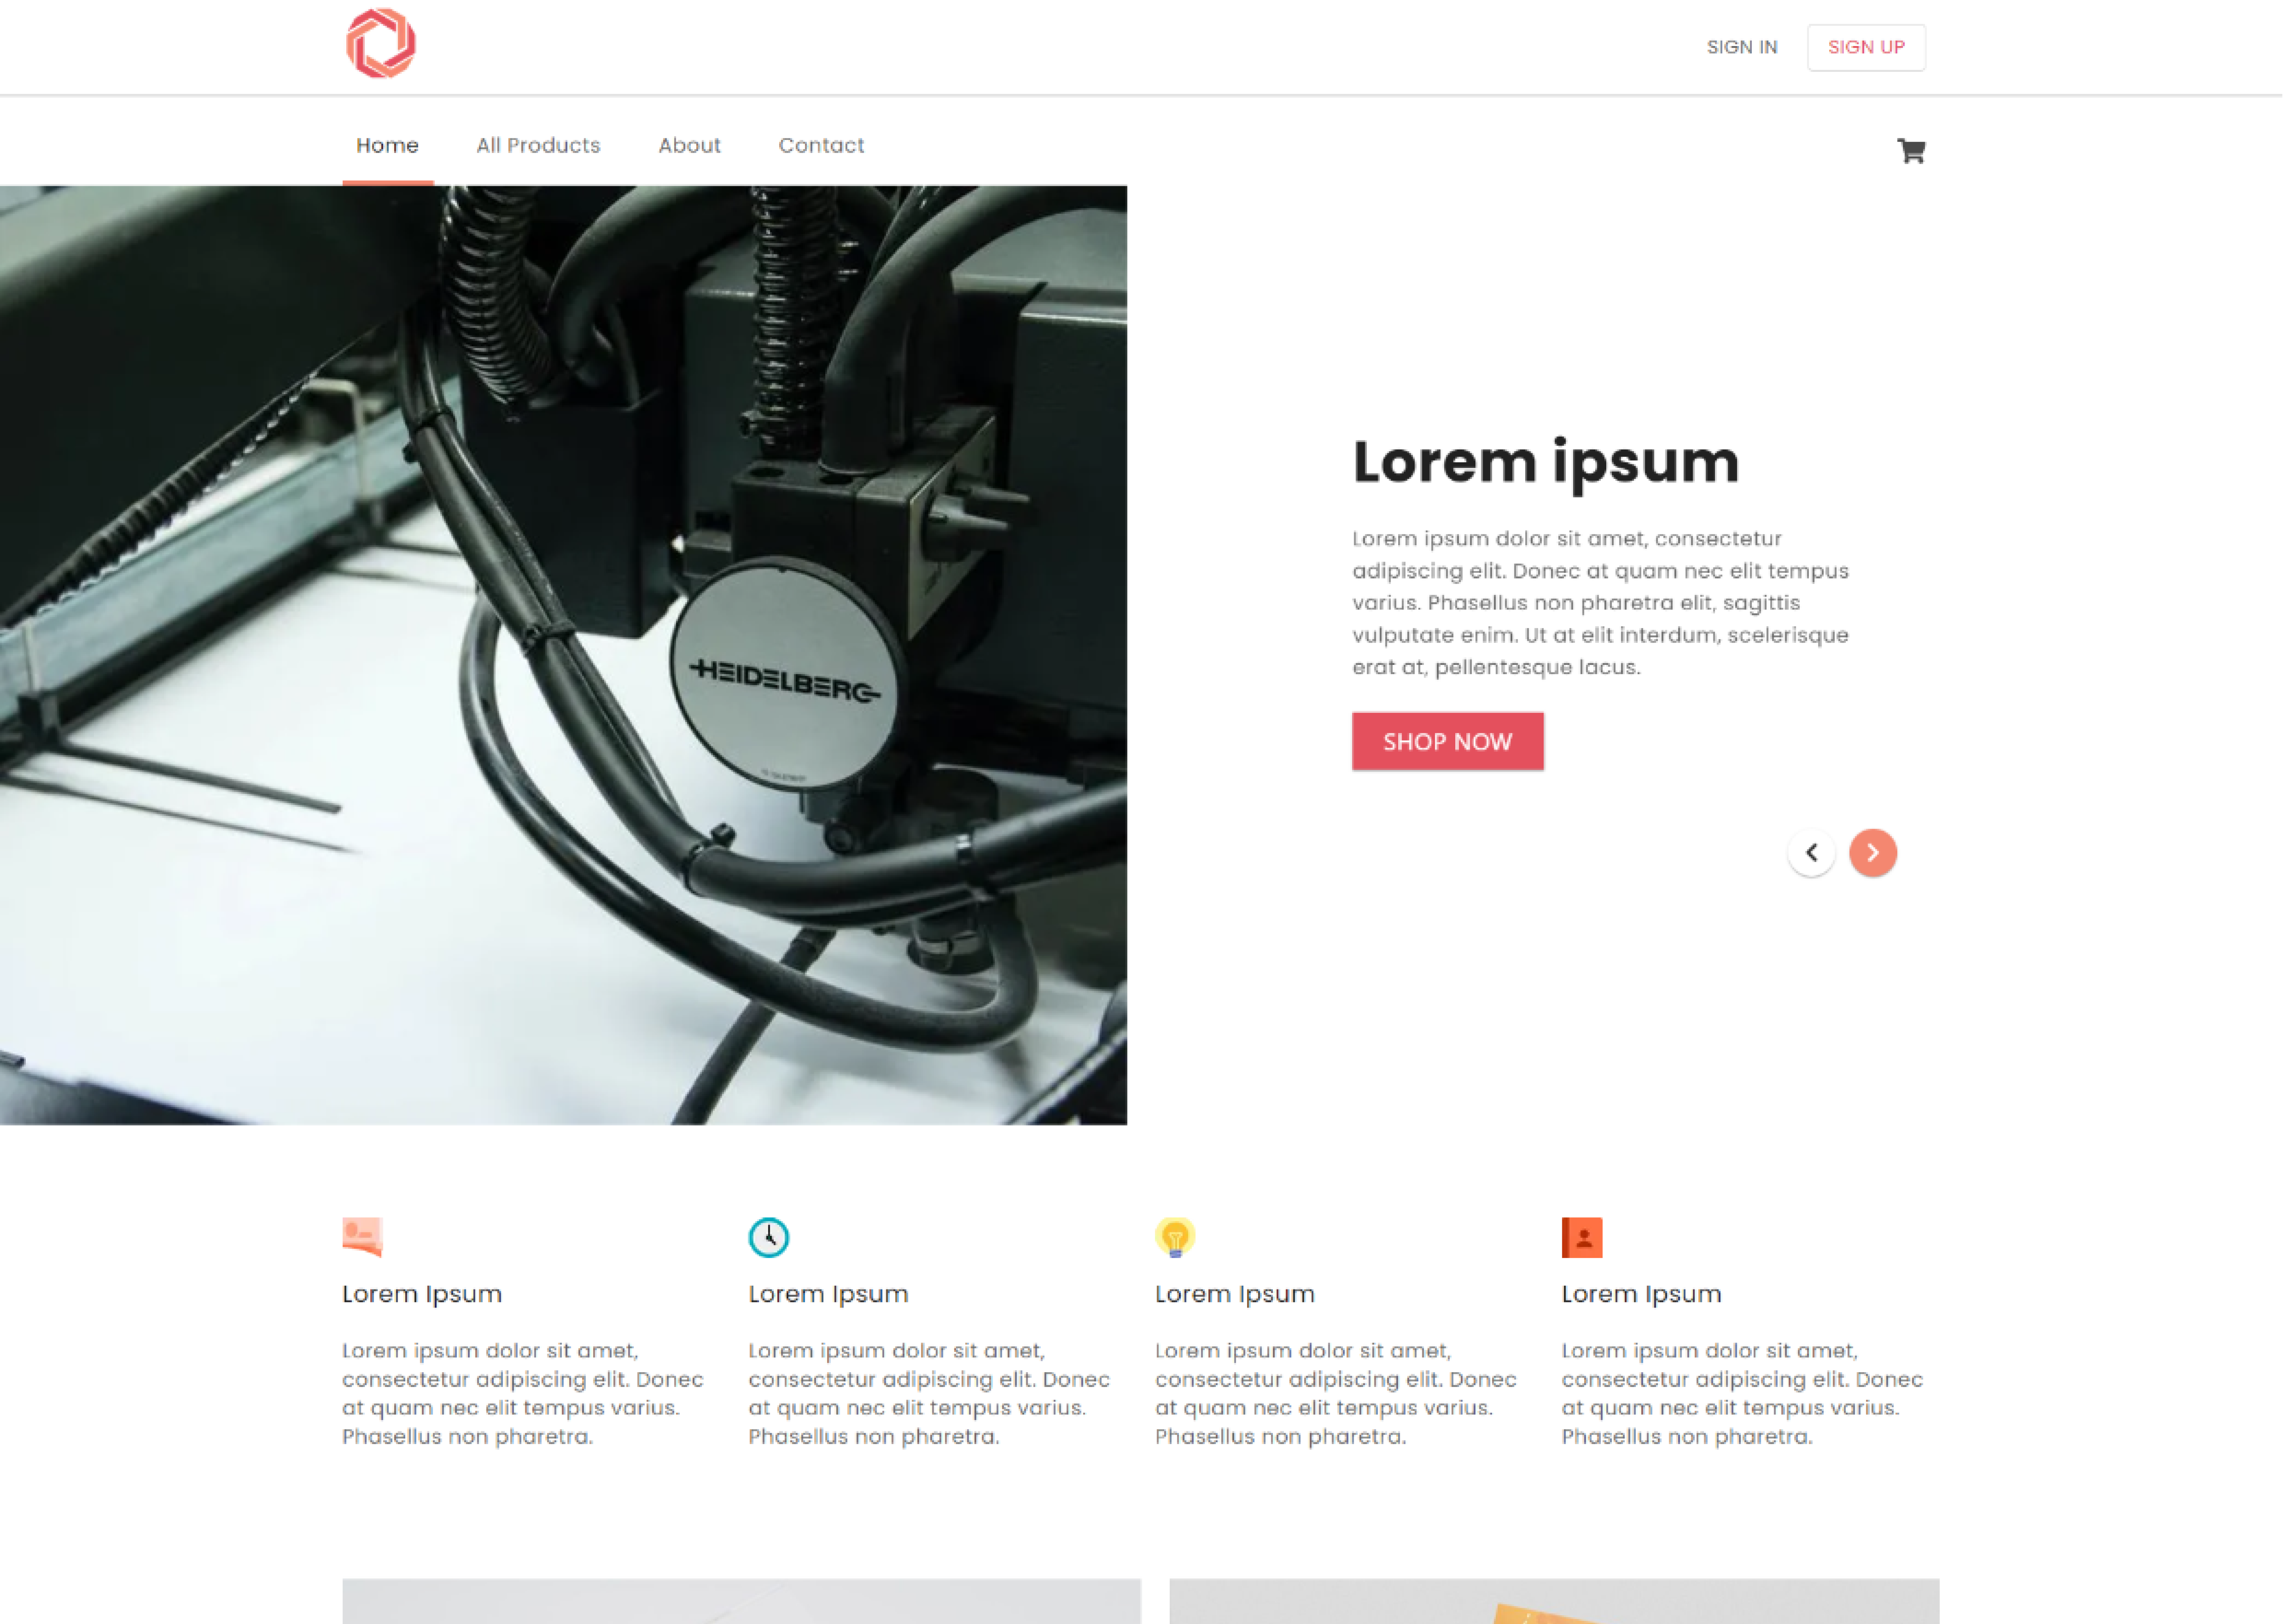 SIGN IN
SIGN UP
Home
All Products
About
Contact
HEIDELBERG
Lorem ipsum
Lorem ipsum dolor sit amet, consectetur
adipiscing elit. Donec at quam nec elit tempus
varius. Phasellus non pharetra elit, sagittis
vulputate enim. Ut at elit interdum, scelerisque
erat at, pellentesque lacus.
SHOP NOW
Lorem Ipsum
Lorem ipsum dolor sit amet,
consectetur adipiscing elit. Donec
at quam nec elit tempus varius.
Phasellus non pharetra.
Lorem Ipsum
Lorem ipsum dolor sit amet,
consectetur adipiscing elit. Donec
at quam nec elit tempus varius.
Phasellus non pharetra.
Lorem Ipsum
Lorem ipsum dolor sit amet,
consectetur adipiscing elit. Donec
at quam nec elit tempus varius.
Phasellus non pharetra.
Lorem Ipsum
Lorem ipsum dolor sit amet,
consectetur adipiscing elit. Donec
at quam nec elit tempus varius.
Phasellus non pharetra.